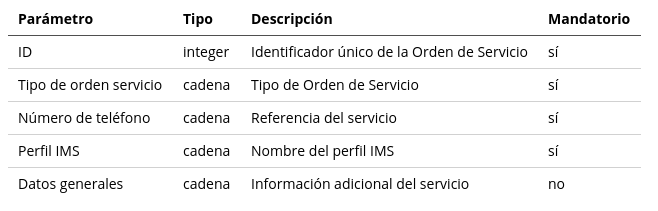 Parámetro Tipo Descripción Mandatorio
ID integer Identificador único de la Orden de Servicio sí
Tipo de orden servicio cadena Tipo de Orden de Servicio sí
Número de teléfono cadena Referencia del servicio sí
Perfil IMS cadena Nombre del perfil IMS sí
Datos generales cadena Información adicional del servicio no